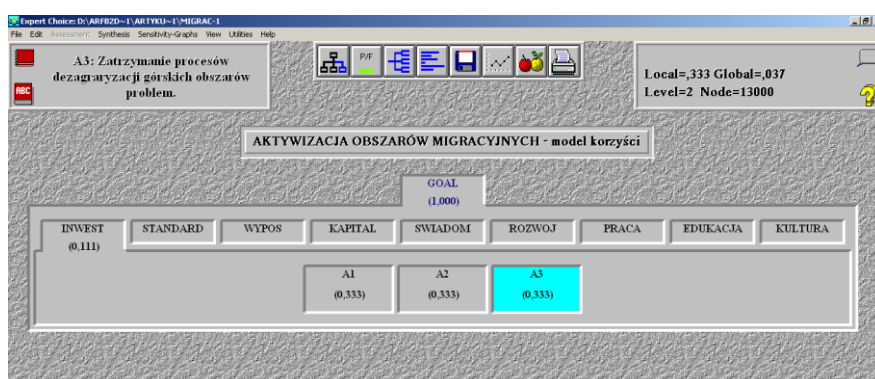 Expert Choice: D:\ARFB2D~1\ARTYKU~1\MIGRAC-1
File Edit Assessment Synthesis Sensitivity-Graphs View Utilities Help
A3: Zatrzymanie procesów
dezagraryzacji górskich obszarów
problem.
ABC
P/F
Local=,333 Global=,037
Level=2 Node=13000
AKTYWIZACJA OBSZARÓW MIGRACYJNYCH - model korzyści
GOAL
(1,000)
INWEST STANDARD WYPOS KAPITAL SWIADOM ROZWOJ PRACA EDUKACJA KULTURA
(0,111)
A1 A2 A3
(0,333) (0,333) (0,333)